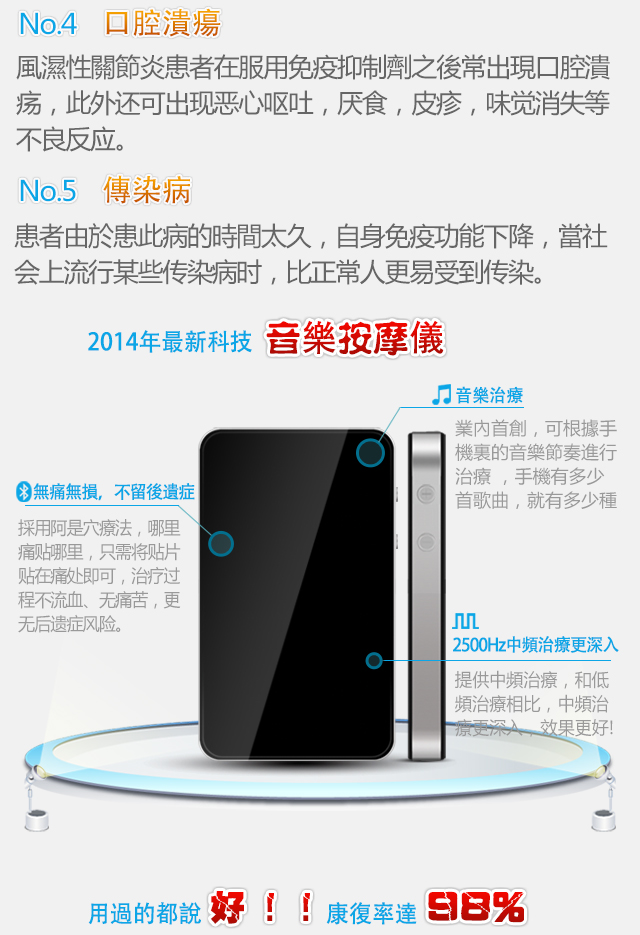 No.4 口腔潰瘍
風濕性關節炎患者在服用免疫抑制劑之後常出現口腔潰
疡，此外还可出现恶心呕吐，厌食，皮疹，味觉消失等
不良反应。
No.5 傳染病
患者由於患此病的時間太久，自身免疫功能下降，當社
会上流行某些传染病时，比正常人更易受到传染。
2014年最新科技 音樂按摩儀
音樂治療
業內首創，可根據手
機裏的音樂節奏進行
治療 ，手機有多少
首歌曲，就有多少種
無痛無損，不留後遺症
採用阿是穴療法，哪里
痛贴哪里，只需将贴片
贴在痛处即可，治疗过
程不流血、无痛苦，更
无后遗症风险。
2500Hz中頻治療更深入
提供中頻治療，和低
頻治療相比，中頻治
療更深入，效果更好!
用過的都說 好！！ 康復率達 98%